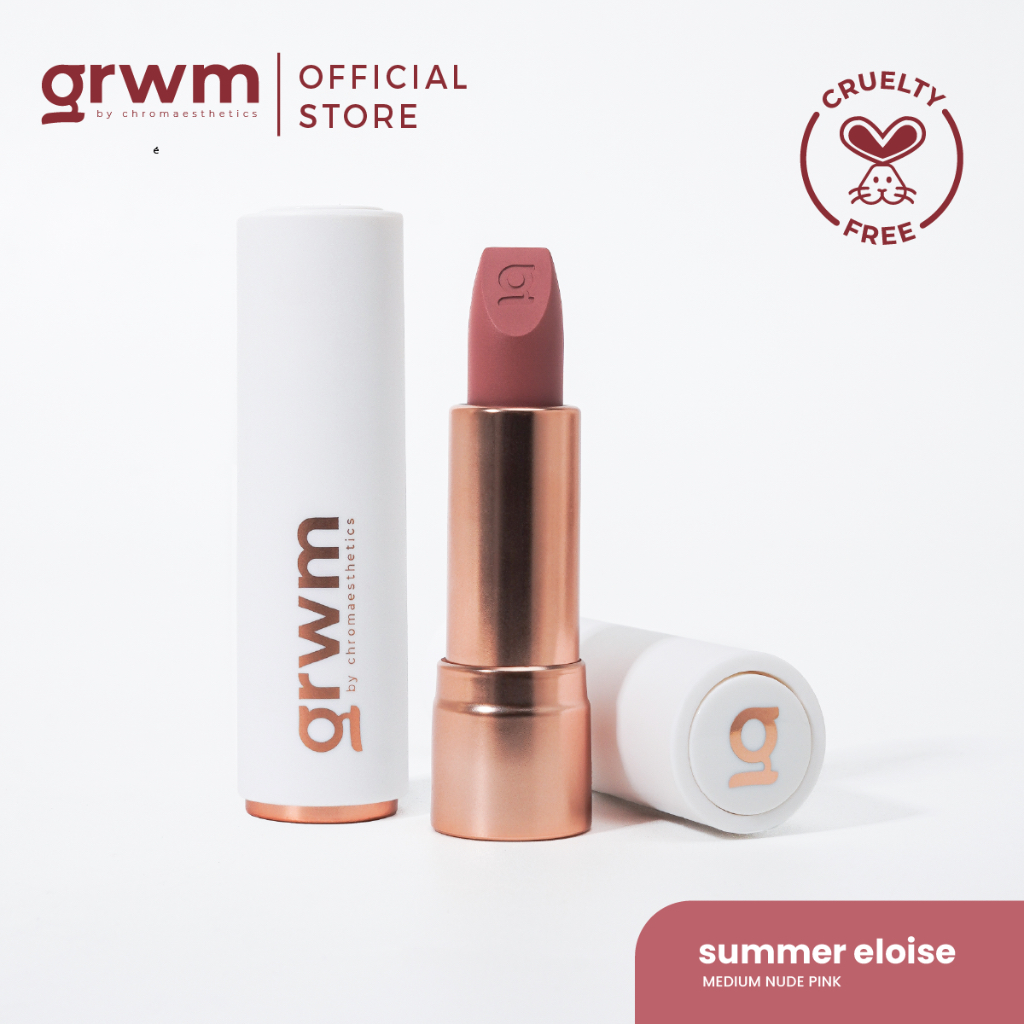 grwm
by chromaesthetics
OFFICIAL
STORE
é
CRUELTY
FREE
g
grwm
by chromaesthetics
g
summer eloise
MEDIUM NUDE PINK